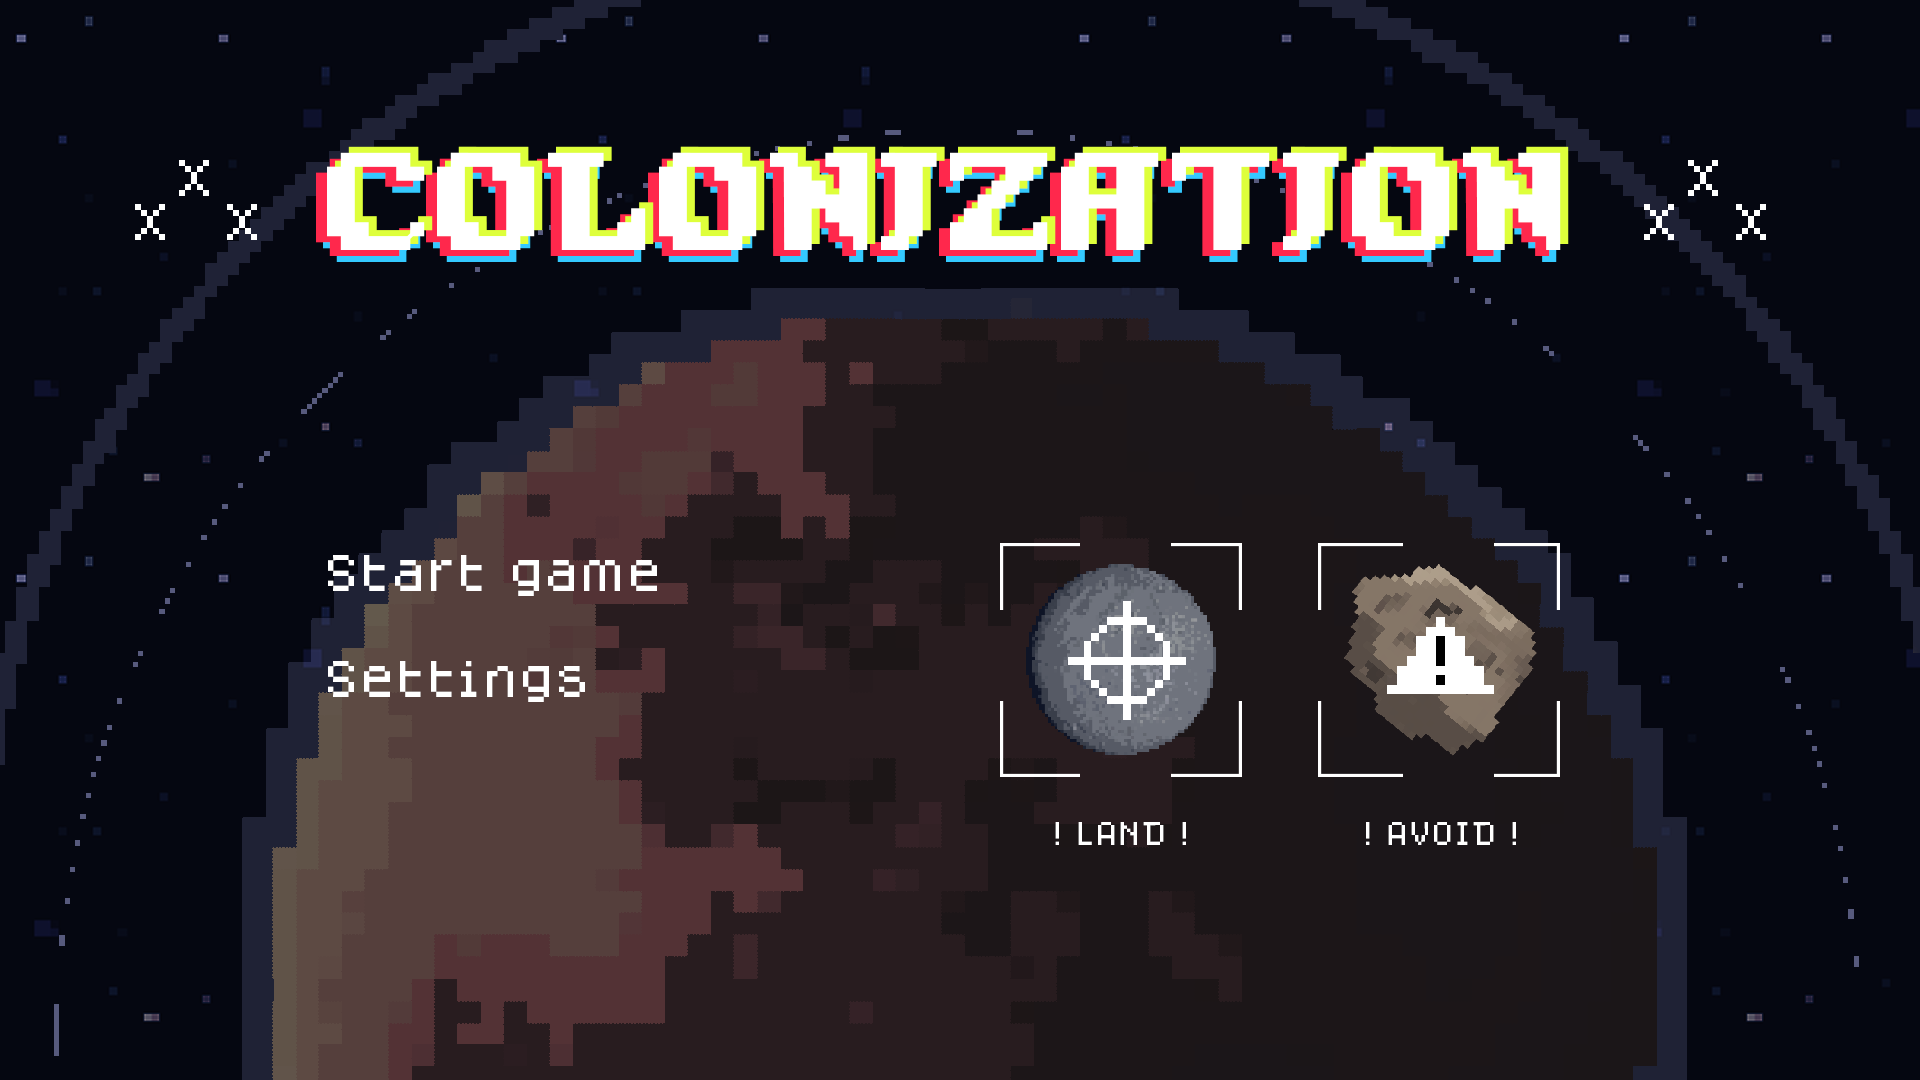 COLONIZATION
Start game
Settings
! LAND !
! AVOID !